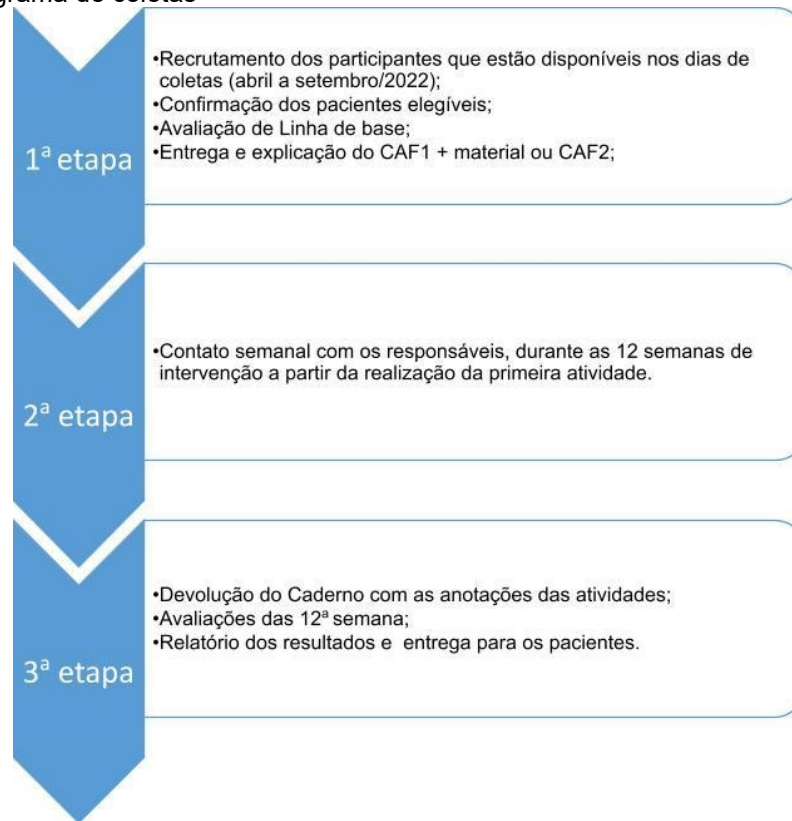 grama de coletas
•Recrutamento dos participantes que estão disponíveis nos dias de
coletas (abril a setembro/2022);
•Confirmação dos pacientes elegíveis;
•Avaliação de Linha de base;
•Entrega e explicação do CAF1 + material ou CAF2;
1ª etapa
•Contato semanal com os responsáveis, durante as 12 semanas de
intervenção a partir da realização da primeira atividade.
2ª etapa
•Devolução do Caderno com as anotações das atividades;
•Avaliações das 12ª semana;
•Relatório dos resultados e entrega para os pacientes.
3ª etapa